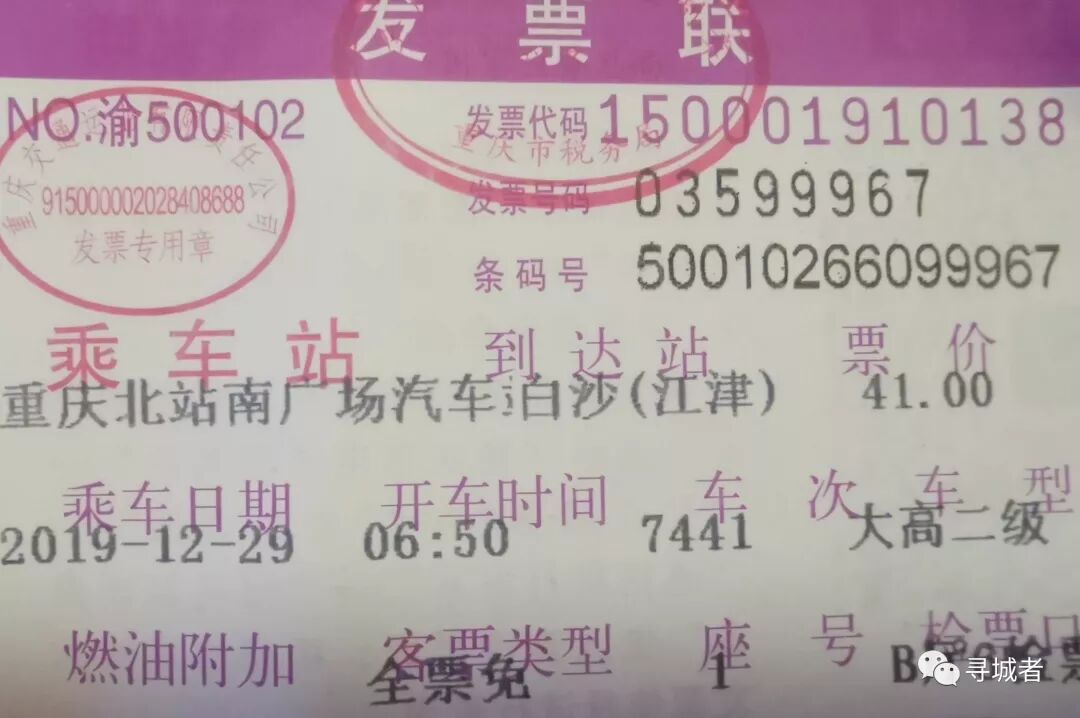 发票联
NO:渝500102
发票代码 150001910138
重庆市税务局
发票号码 03599967
915000002028408688
发票专用章
条码号 50010266099967
乘车站 到达站 票价
重庆北站南广场汽车 白沙(江津) 41.00
乘车日期 开车时间 车次 车型
2019-12-29 06:50 7441 大高二级
燃油附加 客票类型 座号 检票口
全票免 1 B
寻城者